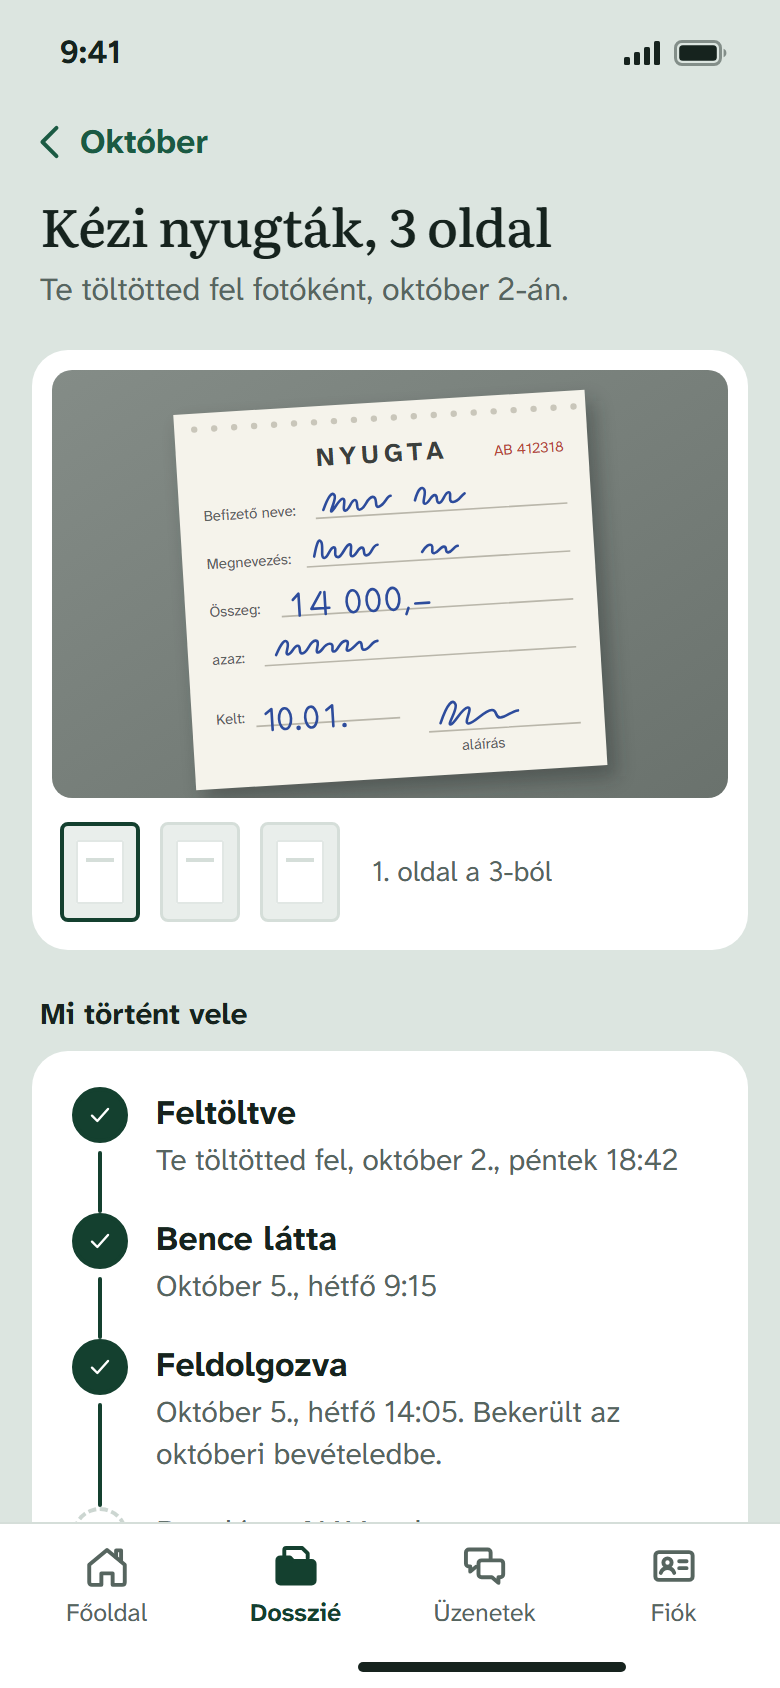 9:41
Október
Kézi nyugták, 3 oldal
Te töltötted fel fotóként, október 2-án.
NYUGTA
AB 412318
Befizető neve:
Megnevezés:
Összeg: 14 000,–
azaz:
Kelt: 10.01.
aláírás
1. oldal a 3-ból
Mi történt vele
Feltöltve
Te töltötted fel, október 2., péntek 18:42
Bence látta
Október 5., hétfő 9:15
Feldolgozva
Október 5., hétfő 14:05. Bekerült az
októberi bevételedbe.
Főoldal
Dosszié
Üzenetek
Fiók